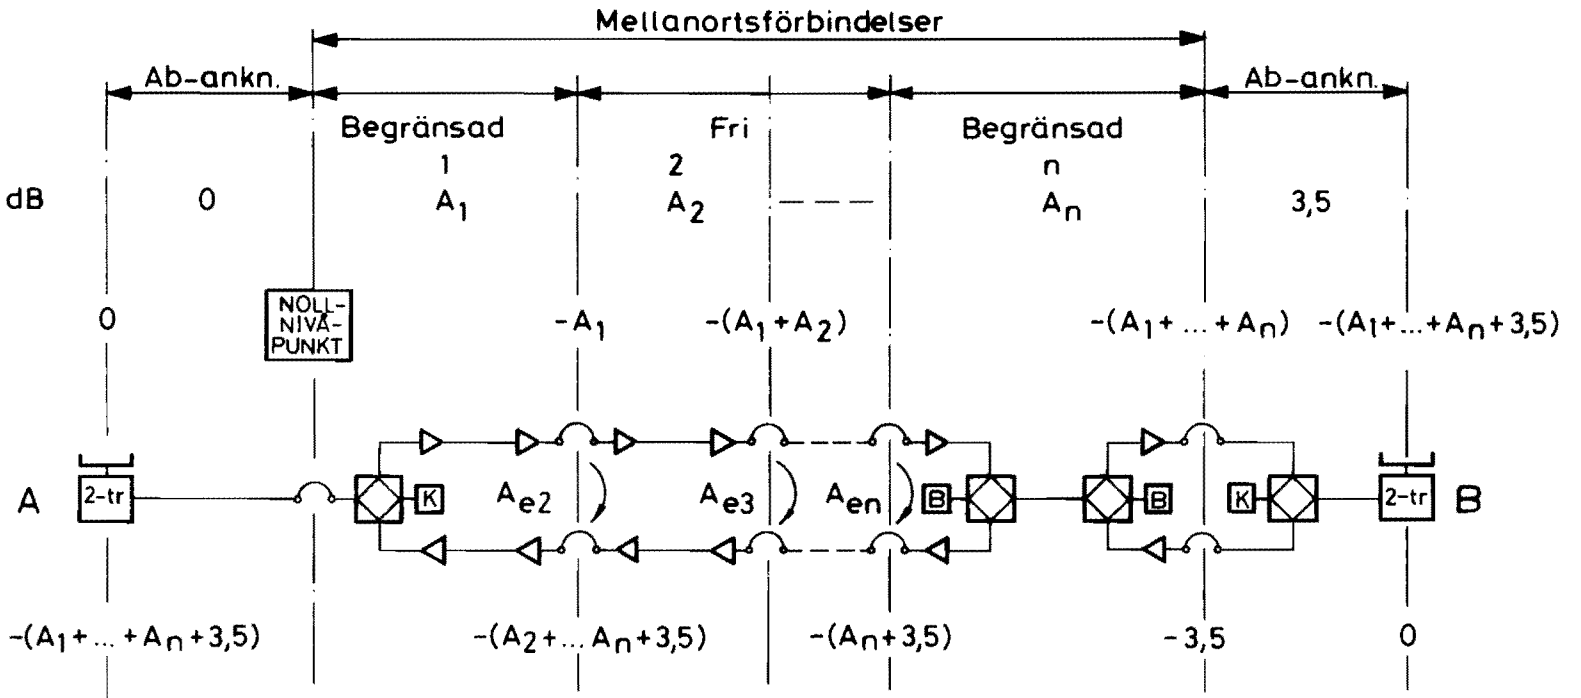 Mellanortsförbindelser
Ab-ankn. Ab-ankn.
Begränsad Fri Begränsad
1 2 n
dB 0 A1 A2 An 3,5
0 NOLL-
NIVÅ-
PUNKT
-A1 -(A1+A2) -(A1+ ... +An) -(A1+...+An+3,5)
A 2-tr K Ae2 Ae3 Aen B B K 2-tr B
-(A1+ ... +An+3,5) -(A2+... An+3,5) -(An+3,5) -3,5 0